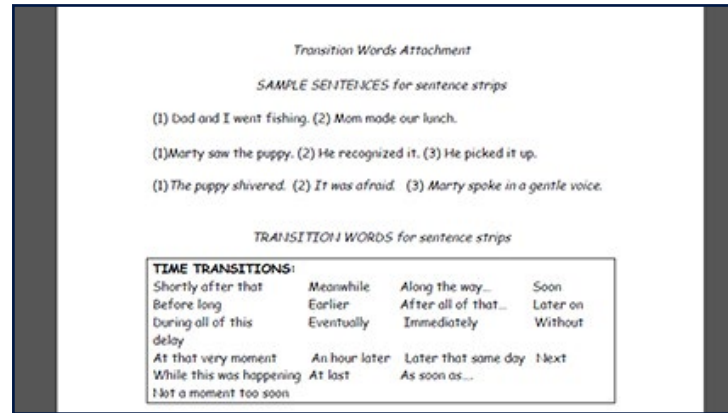 Transition Words Attachment
SAMPLE SENTENCES for sentence strips
(1) Dad and I went fishing. (2) Mom made our lunch.
(1)Marty saw the puppy. (2) He recognized it. (3) He picked it up.
(1) The puppy shivered. (2) It was afraid. (3) Marty spoke in a gentle voice.
TRANSITION WORDS for sentence strips
TIME TRANSITIONS:
Shortly after that Meanwhile Along the way... Soon
Before long Earlier After all of that... Later on
During all of this Eventually Immediately Without
delay
At that very moment An hour later Later that same day Next
While this was happening At last As soon as...
Not a moment too soon